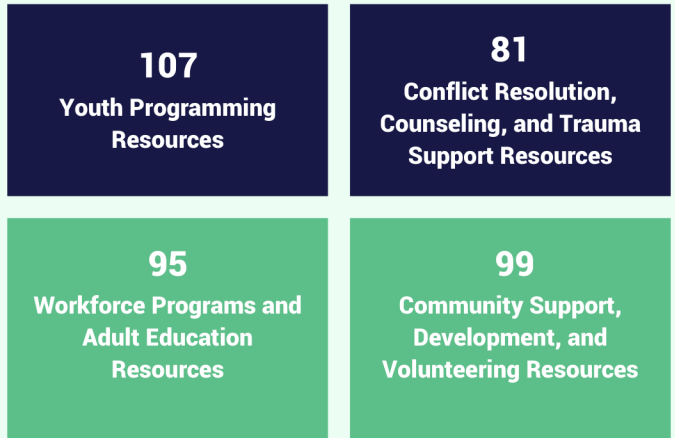 107
Youth Programming
Resources
81
Conflict Resolution,
Counseling, and Trauma
Support Resources
95
Workforce Programs and
Adult Education
Resources
99
Community Support,
Development, and
Volunteering Resources